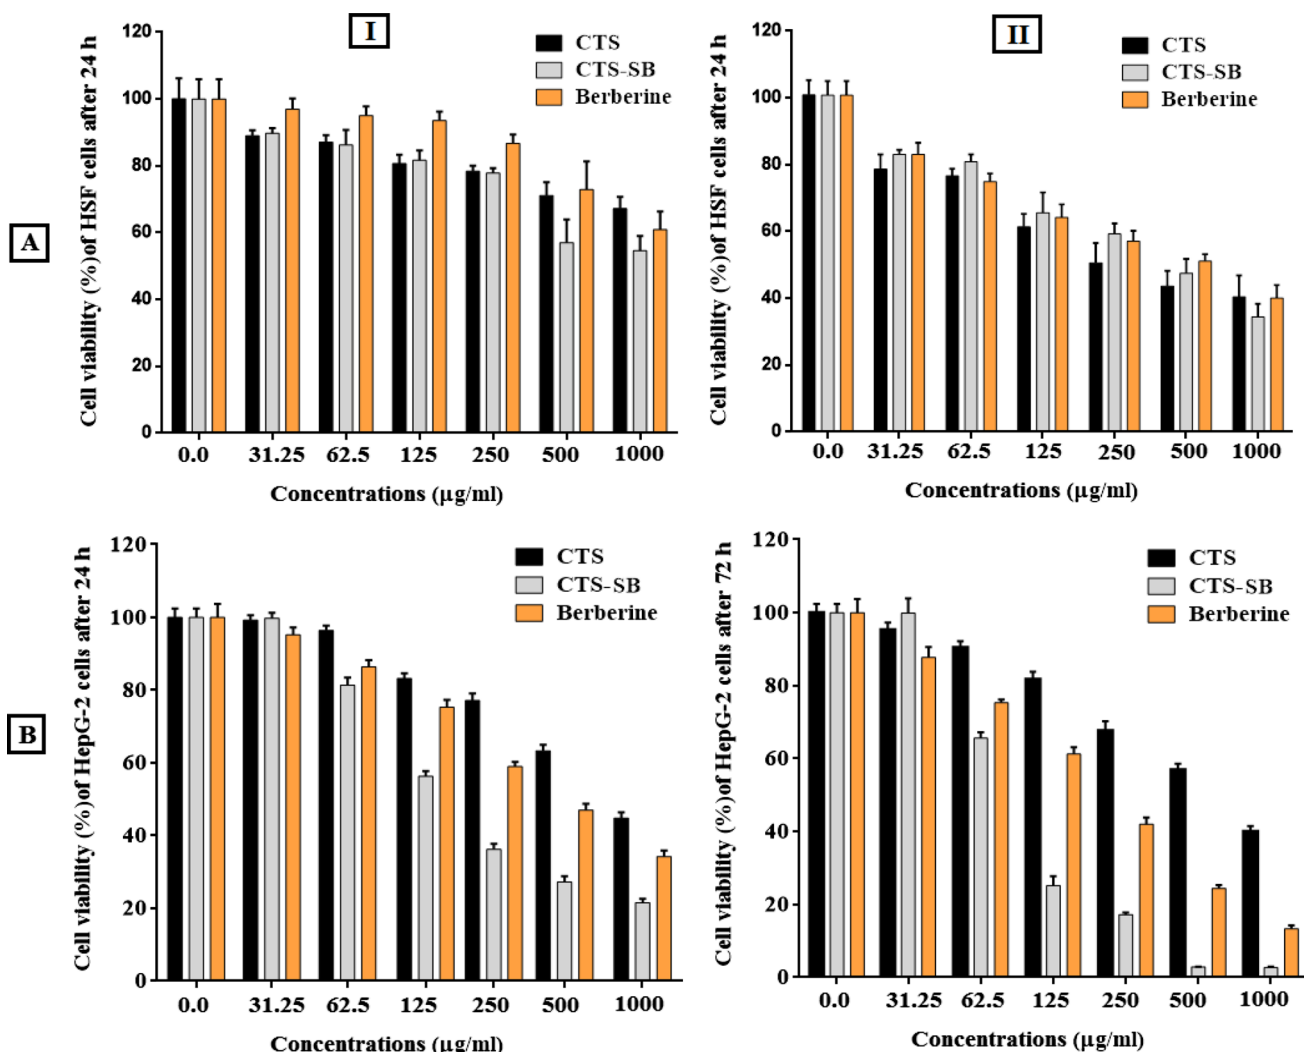 I
II
A
B
Cell viability (%)of HSF cells after 24 h
120
100
80
60
40
20
0
CTS
CTS-SB
Berberine
0.0 31.25 62.5 125 250 500 1000
Concentrations (µg/ml)
Cell viability (%)of HSF cells after 24 h
120
100
80
60
40
20
0
CTS
CTS-SB
Berberine
0.0 31.25 62.5 125 250 500 1000
Concentrations (µg/ml)
Cell viability (%)of HepG-2 cells after 24 h
120
100
80
60
40
20
0
CTS
CTS-SB
Berberine
0.0 31.25 62.5 125 250 500 1000
Concentrations (µg/ml)
Cell viability (%)of HepG-2 cells after 72 h
120
100
80
60
40
20
0
CTS
CTS-SB
Berberine
0.0 31.25 62.5 125 250 500 1000
Concentrations (µg/ml)